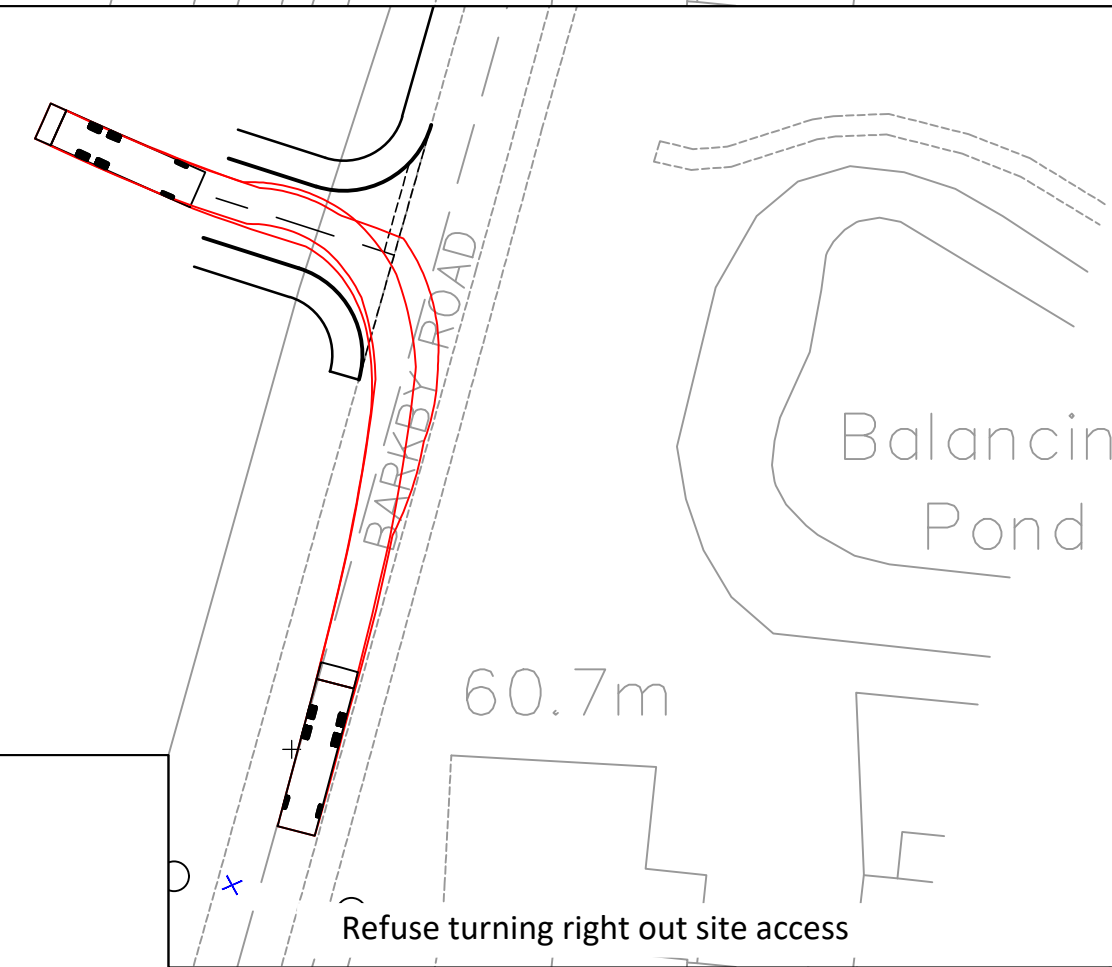 BARKBY ROAD
Balancin
Pond
60.7m
Refuse turning right out site access